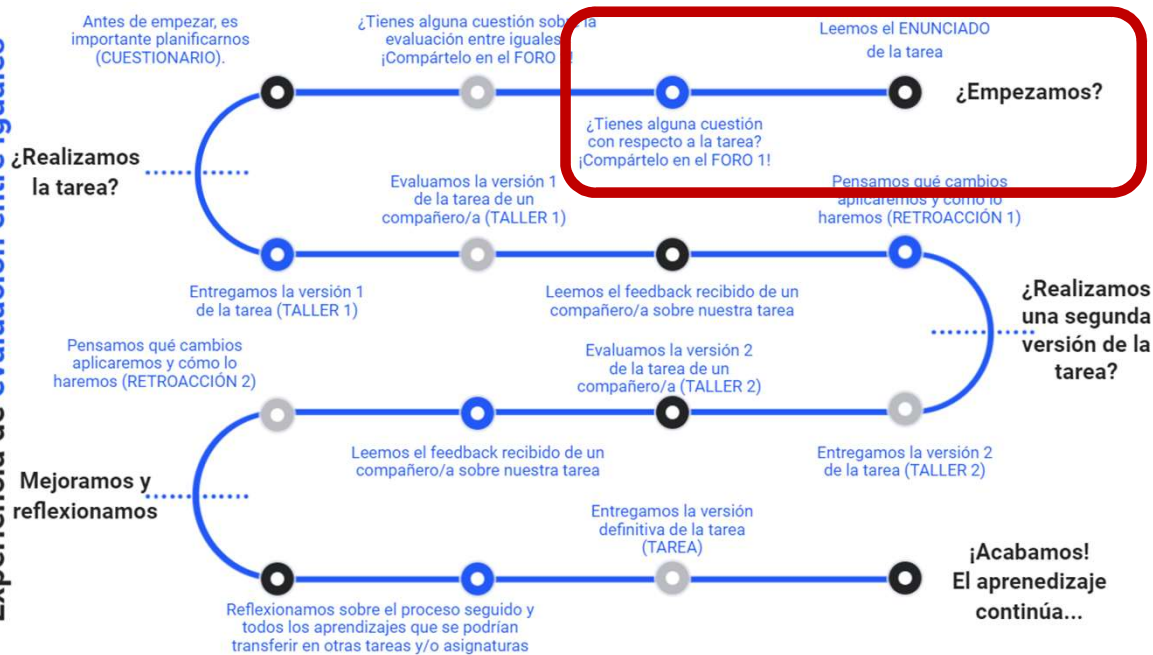 Experiencia de evaluación entre iguales
Antes de empezar, es
importante planificarnos
(CUESTIONARIO).
¿Tienes alguna cuestión sobre la
evaluación entre iguales
¡Compártelo en el FORO !
Leemos el ENUNCIADO
de la tarea
¿Empezamos?
¿Tienes alguna cuestión
con respecto a la tarea?
¡Compártelo en el FORO 1!
¿Realizamos
la tarea?
Evaluamos la versión 1
de la tarea de un
compañero/a (TALLER 1)
Pensamos qué cambios
aplicaremos y cómo lo
haremos (RETROACCIÓN 1)
Entregamos la versión 1
de la tarea (TALLER 1)
Leemos el feedback recibido de un
compañero/a sobre nuestra tarea
¿Realizamos
una segunda
versión de la
tarea?
Pensamos qué cambios
aplicaremos y cómo lo
haremos (RETROACCIÓN 2)
Evaluamos la versión 2
de la tarea de un
compañero/a (TALLER 2)
Leemos el feedback recibido de un
compañero/a sobre nuestra tarea
Entregamos la versión 2
de la tarea (TALLER 2)
Mejoramos y
reflexionamos
Entregamos la versión
definitiva de la tarea
(TAREA)
¡Acabamos!
El aprenedizaje
continúa...
Reflexionamos sobre el proceso seguido y
todos los aprendizajes que se podrían
transferir en otras tareas y/o asignaturas